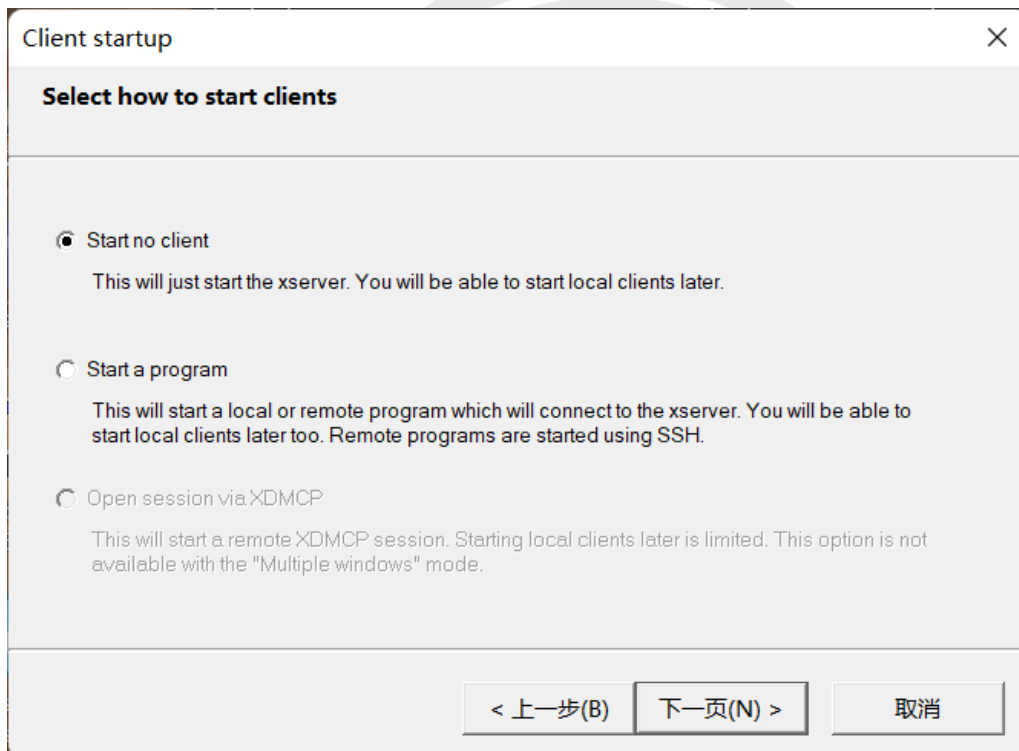 Client startup
Select how to start clients
Start no client
This will just start the xserver. You will be able to start local clients later.
Start a program
This will start a local or remote program which will connect to the xserver. You will be able to
start local clients later too. Remote programs are started using SSH.
Open session via XDMCP
This will start a remote XDMCP session. Starting local clients later is limited. This option is not
available with the "Multiple windows" mode.
< 上一步(B) 下一页(N) > 取消